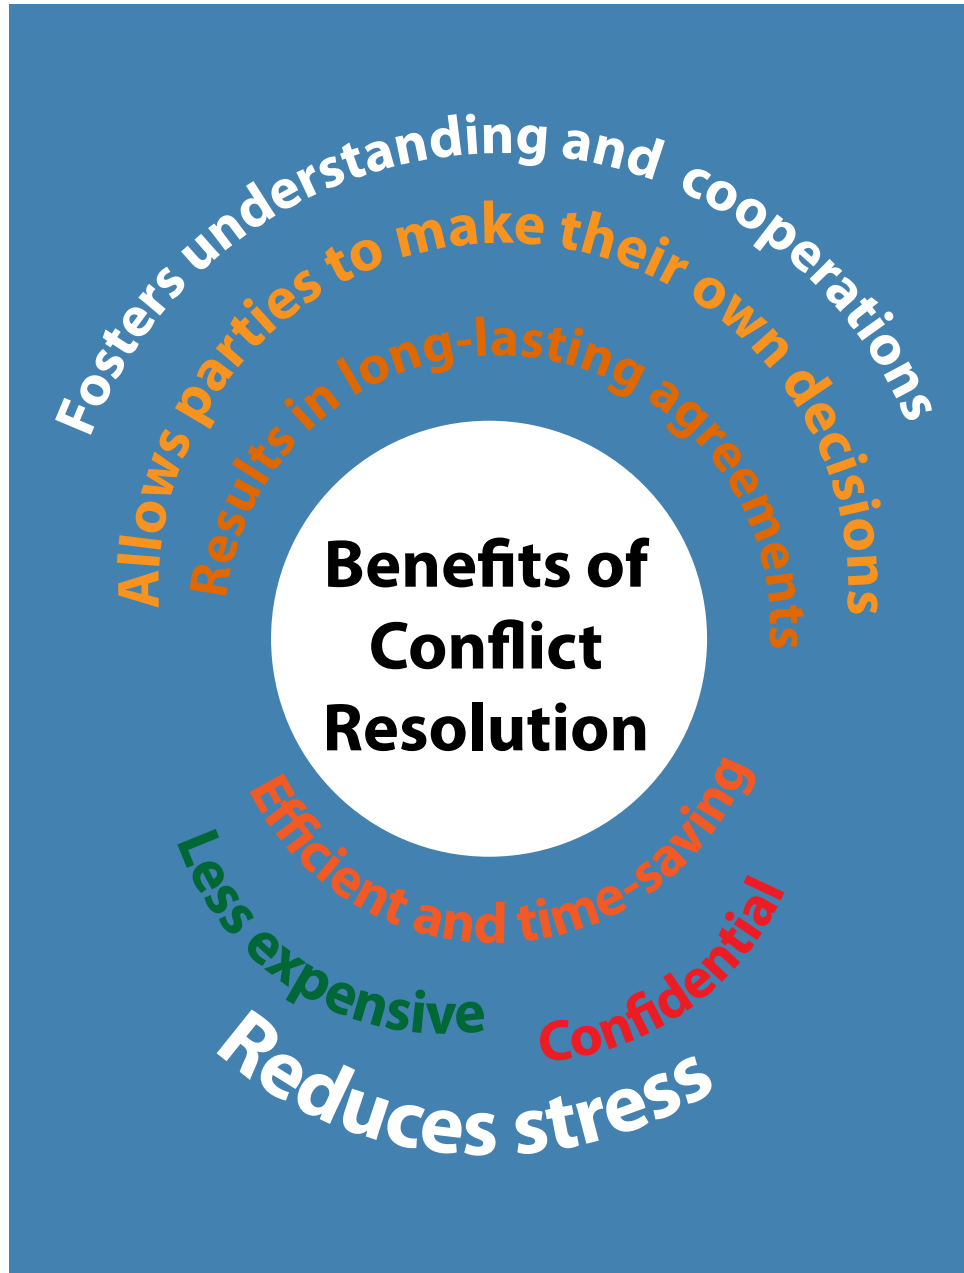 Fosters understanding and cooperations
Allows parties to make their own decisions
Results in long-lasting agreements
Benefits of
Conflict
Resolution
Efficient and time-saving
Less expensive
Confidential
Reduces stress